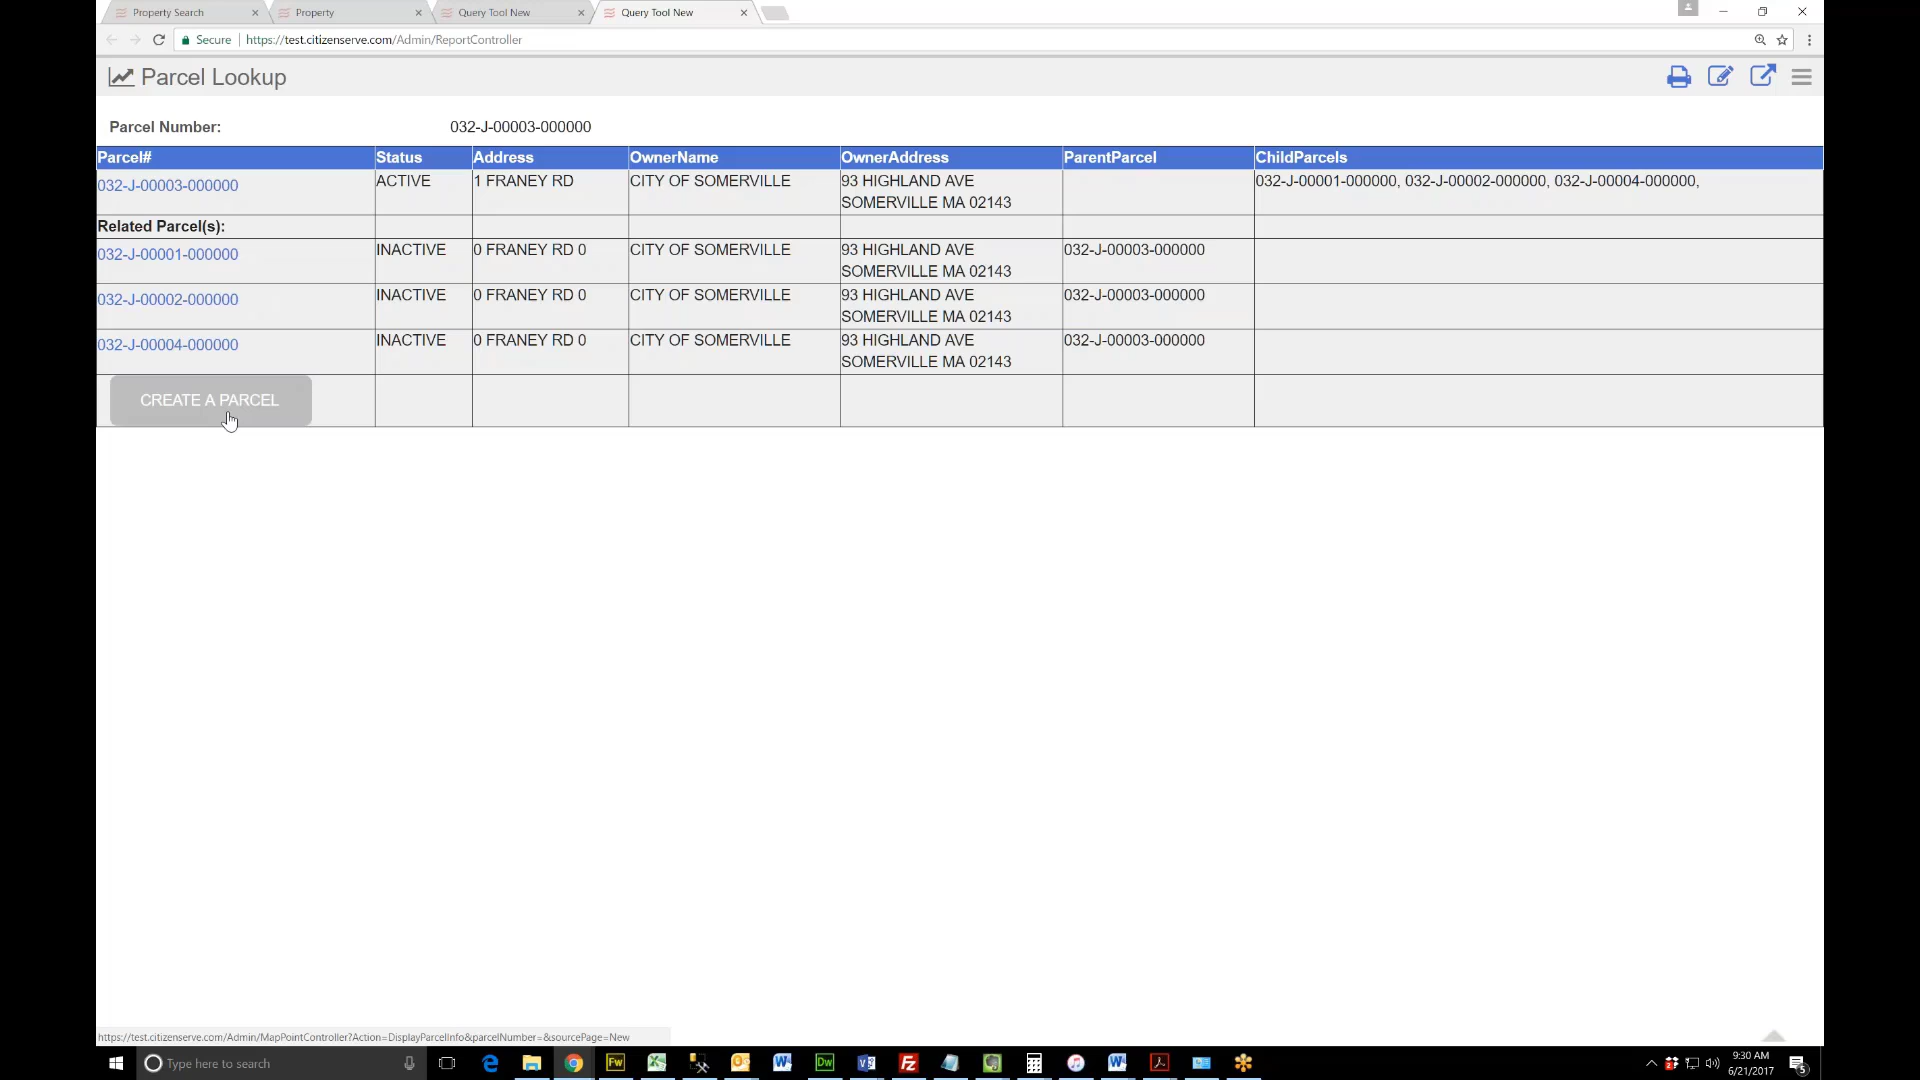 Property Search
Property
Query Tool New
Query Tool New
Secure https://test.citizenserve.com/Admin/ReportController
Parcel Lookup
Parcel Number: 032-J-00003-000000
Parcel# Status Address OwnerName OwnerAddress ParentParcel ChildParcels
032-J-00003-000000 ACTIVE 1 FRANEY RD CITY OF SOMERVILLE 93 HIGHLAND AVE 032-J-00001-000000, 032-J-00002-000000, 032-J-00004-000000,
SOMERVILLE MA 02143
Related Parcel(s):
032-J-00001-000000 INACTIVE 0 FRANEY RD 0 CITY OF SOMERVILLE 93 HIGHLAND AVE 032-J-00003-000000
SOMERVILLE MA 02143
032-J-00002-000000 INACTIVE 0 FRANEY RD 0 CITY OF SOMERVILLE 93 HIGHLAND AVE 032-J-00003-000000
SOMERVILLE MA 02143
032-J-00004-000000 INACTIVE 0 FRANEY RD 0 CITY OF SOMERVILLE 93 HIGHLAND AVE 032-J-00003-000000
SOMERVILLE MA 02143
CREATE A PARCEL
https://test.citizenserve.com/Admin/MapPointController?Action=DisplayParcelInfo&parcelNumber=&sourcePage=New
Type here to search
Fw
Dw
Fz
9:30 AM
6/21/2017
5